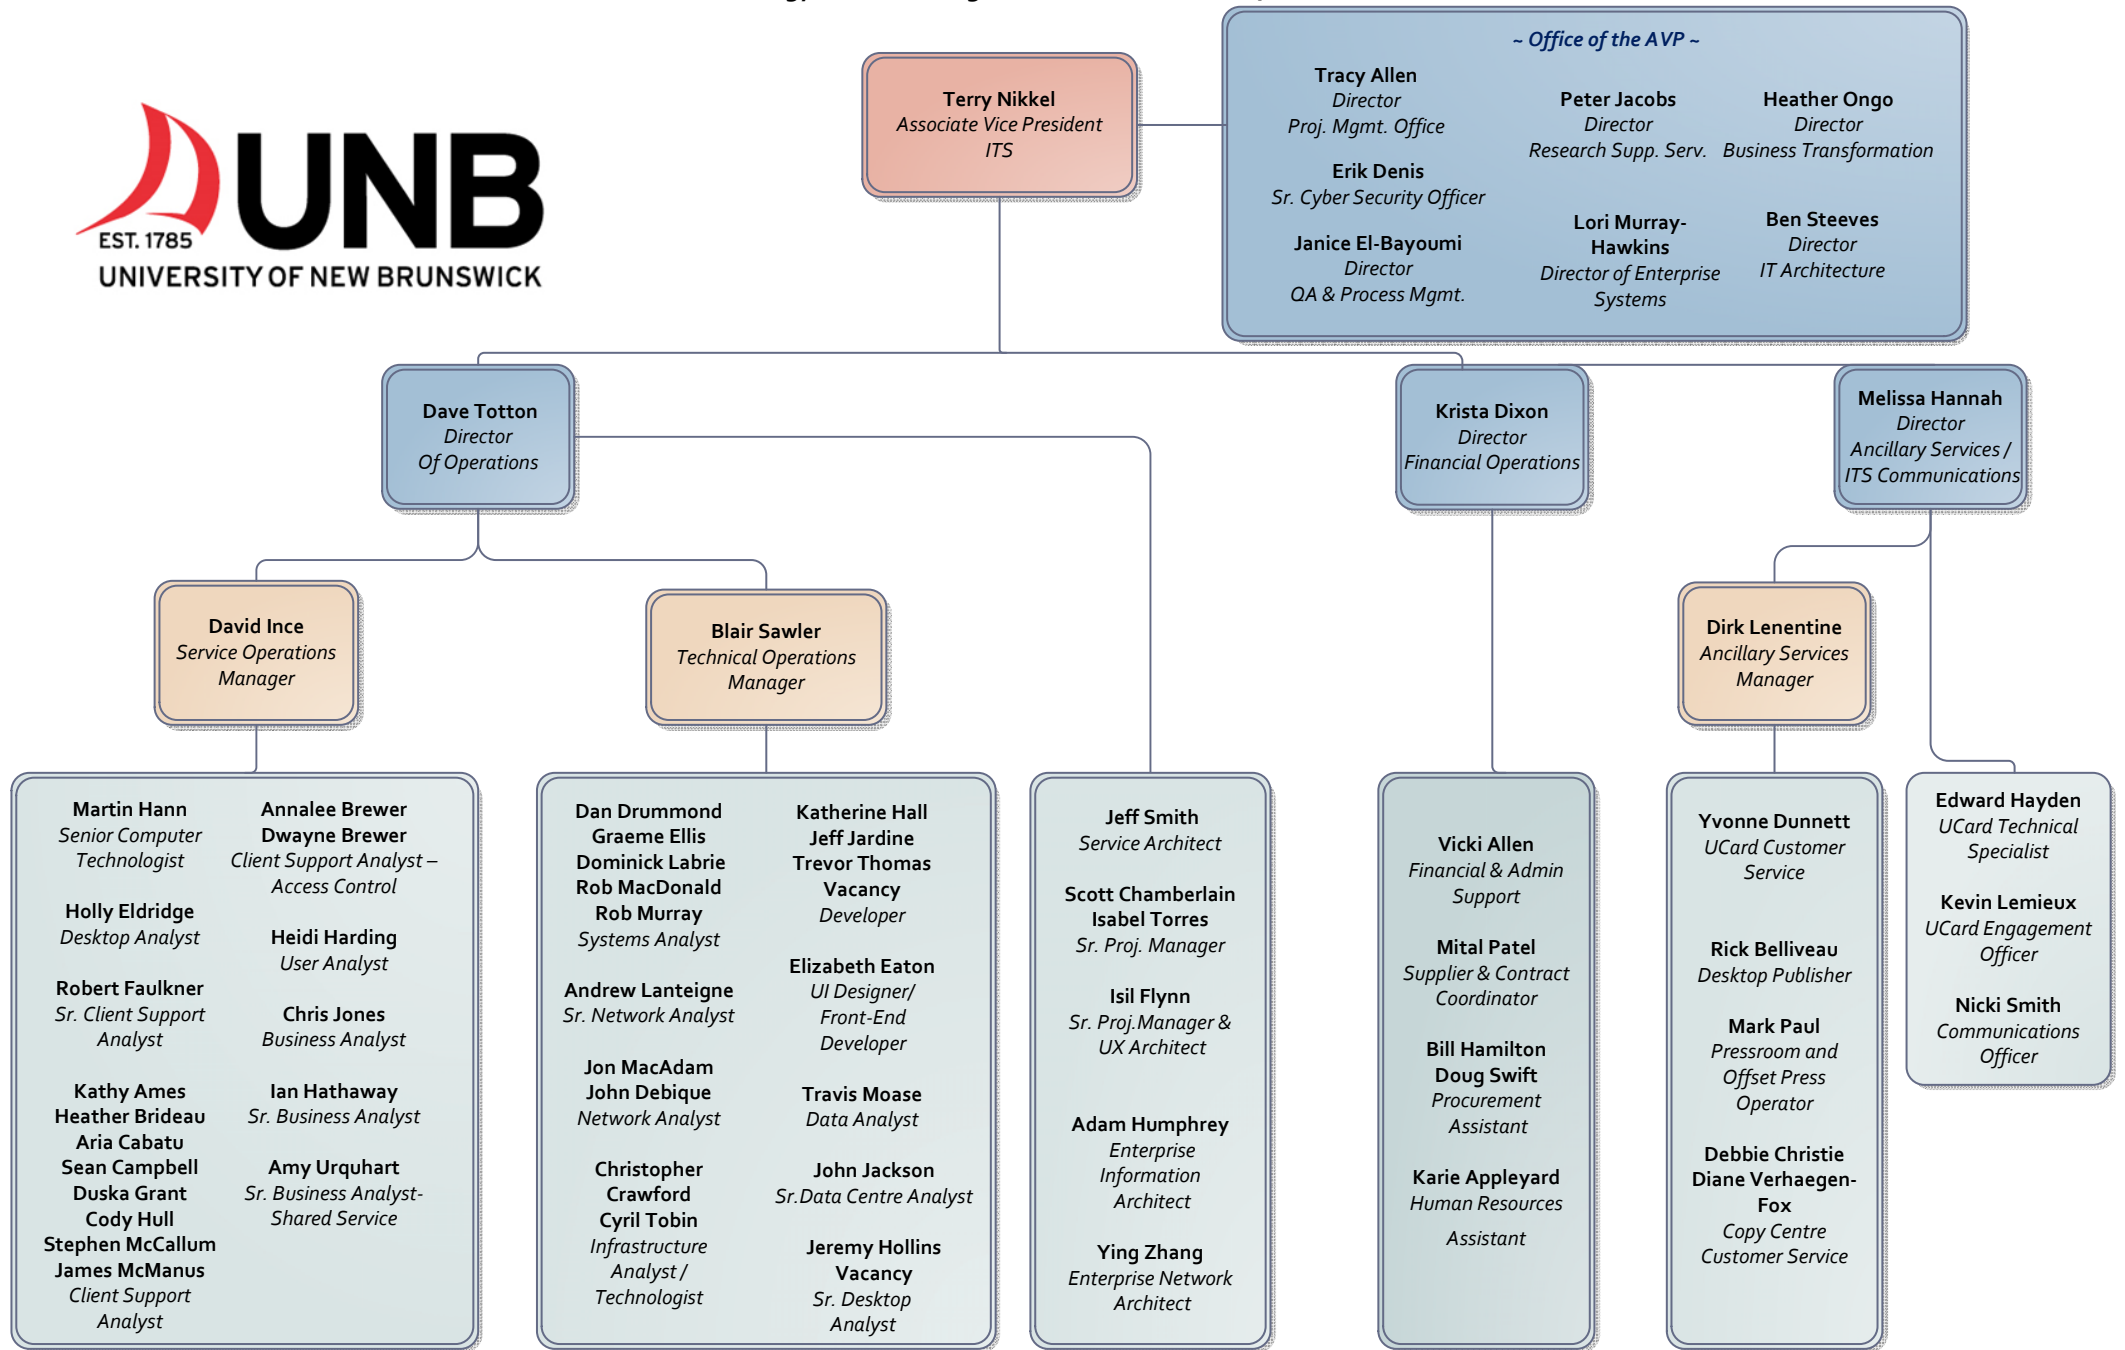 ~ Office of the AVP ~
Terry Nikkel
Associate Vice President
ITS
Tracy Allen
Director
Proj. Mgmt. Office
Erik Denis
Sr. Cyber Security Officer
Janice El-Bayoumi
Director
QA & Process Mgmt.
Peter Jacobs
Director
Research Supp. Serv.
Lori Murray-
Hawkins
Director of Enterprise
Systems
Heather Ongo
Director
Business Transformation
Ben Steeves
Director
IT Architecture
EST. 1785
UNB
UNIVERSITY OF NEW BRUNSWICK
Dave Totton
Director
Of Operations
Krista Dixon
Director
Financial Operations
Melissa Hannah
Director
Ancillary Services /
ITS Communications
David Ince
Service Operations
Manager
Blair Sawler
Technical Operations
Manager
Dirk Lenentine
Ancillary Services
Manager
Martin Hann
Senior Computer
Technologist
Holly Eldridge
Desktop Analyst
Robert Faulkner
Sr. Client Support
Analyst
Kathy Ames
Heather Brideau
Aria Cabatu
Sean Campbell
Duska Grant
Cody Hull
Stephen McCallum
James McManus
Client Support
Analyst
Annalee Brewer
Dwayne Brewer
Client Support Analyst –
Access Control
Heidi Harding
User Analyst
Chris Jones
Business Analyst
Ian Hathaway
Sr. Business Analyst
Amy Urquhart
Sr. Business Analyst-
Shared Service
Dan Drummond
Graeme Ellis
Dominick Labrie
Rob MacDonald
Rob Murray
Systems Analyst
Andrew Lanteigne
Sr. Network Analyst
Jon MacAdam
John Debique
Network Analyst
Christopher
Crawford
Cyril Tobin
Infrastructure
Analyst /
Technologist
Katherine Hall
Jeff Jardine
Trevor Thomas
Vacancy
Developer
Elizabeth Eaton
UI Designer/
Front-End
Developer
Travis Moase
Data Analyst
John Jackson
Sr.Data Centre Analyst
Jeremy Hollins
Vacancy
Sr. Desktop
Analyst
Jeff Smith
Service Architect
Scott Chamberlain
Isabel Torres
Sr. Proj. Manager
Isil Flynn
Sr. Proj.Manager &
UX Architect
Adam Humphrey
Enterprise
Information
Architect
Ying Zhang
Enterprise Network
Architect
Vicki Allen
Financial & Admin
Support
Mital Patel
Supplier & Contract
Coordinator
Bill Hamilton
Doug Swift
Procurement
Assistant
Karie Appleyard
Human Resources
Assistant
Yvonne Dunnett
UCard Customer
Service
Rick Belliveau
Desktop Publisher
Mark Paul
Pressroom and
Offset Press
Operator
Debbie Christie
Diane Verhaegen-
Fox
Copy Centre
Customer Service
Edward Hayden
UCard Technical
Specialist
Kevin Lemieux
UCard Engagement
Officer
Nicki Smith
Communications
Officer